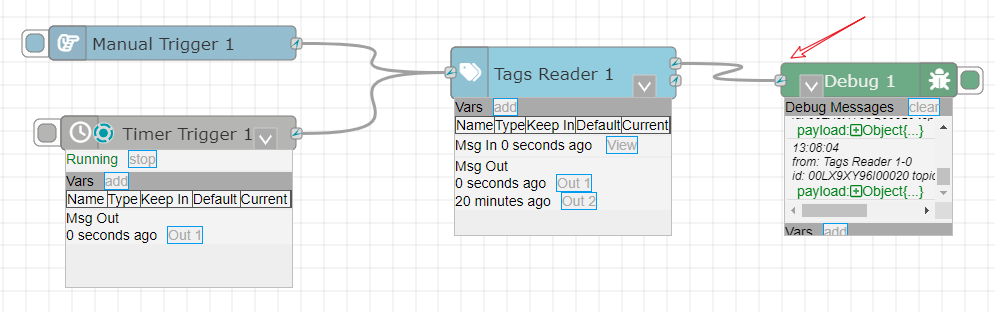 Manual Trigger 1
Timer Trigger 1
Running stop
Vars add
Name Type Keep In Default Current
Msg Out
0 seconds ago Out 1
Tags Reader 1
Vars add
Name Type Keep In Default Current
Msg In 0 seconds ago View
Msg Out
0 seconds ago Out 1
20 minutes ago Out 2
Debug 1
Debug Messages clear
payload:Object{...}
13:08:04
from: Tags Reader 1-0
id: 00LX9XY96I00020 topic
payload:Object{...}
Vars add